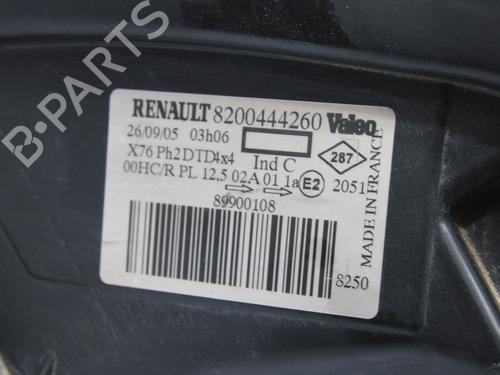 RENAULT 8200444260 Valeo
26/09/05 03h06
X76 Ph2 DTD4x4 Ind C
287
00HC/R PL 12,5 02A 01 1a E2 2051
89900108
8250
MADE IN FRANCE
B PARTS